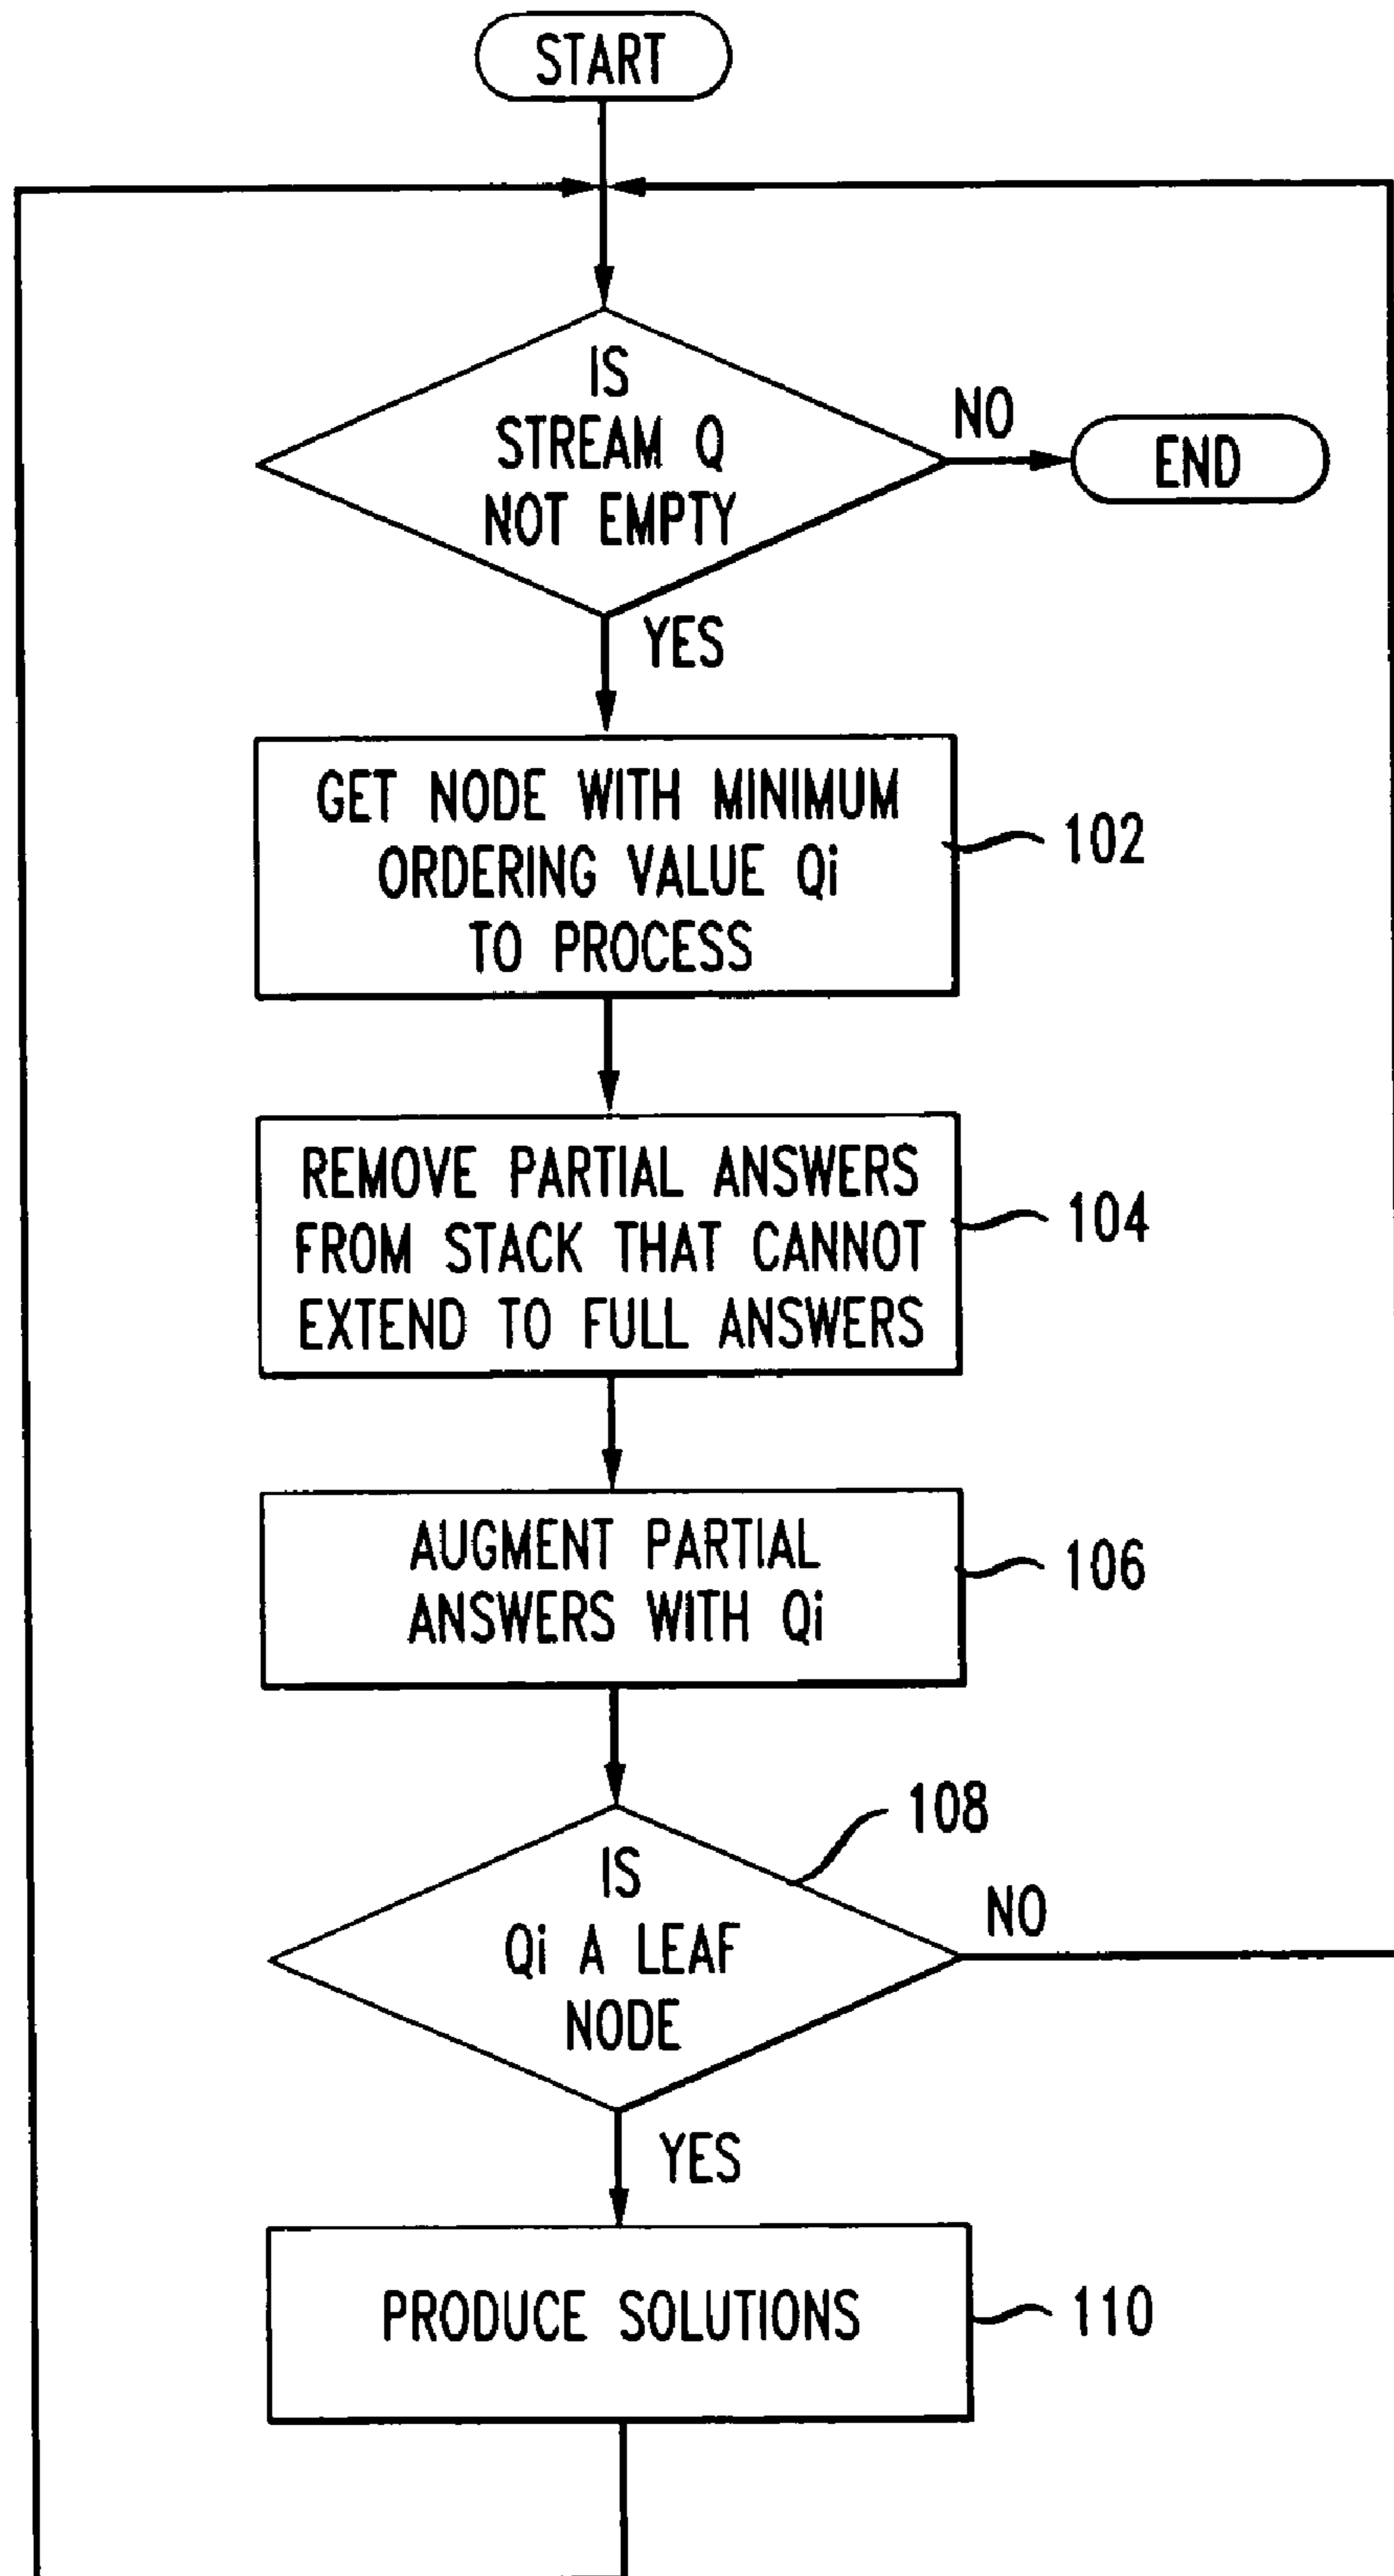 START
IS
STREAM Q
NOT EMPTY
NO
END
YES
GET NODE WITH MINIMUM
ORDERING VALUE Qi
TO PROCESS
102
REMOVE PARTIAL ANSWERS
FROM STACK THAT CANNOT
EXTEND TO FULL ANSWERS
104
AUGMENT PARTIAL
ANSWERS WITH Qi
106
108
IS
Qi A LEAF
NODE
NO
YES
PRODUCE SOLUTIONS
110